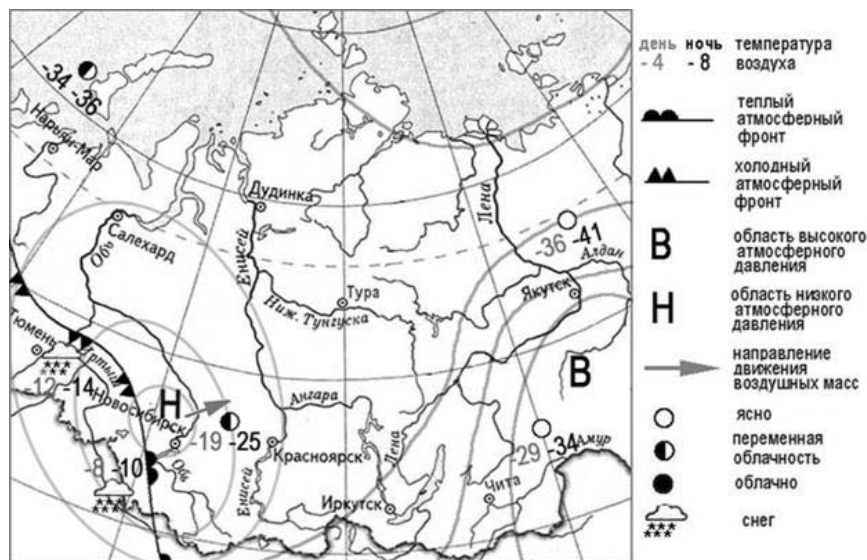 -34 -36
Нарьян-Мар
Дудинка
Лена
Салехард
Обь
Енисей
-36 -41
Алдан
Тура
Якутск
Ниж. Тунгуска
Тюмень
Иртыш
В
-12 -14
Н
Новосибирск
Ангара
-19 -25
Лена
-29 -34
Амур
Красноярск
-8 -10
Обь
Енисей
Чита
Иркутск
день ночь
-4 -8
температура
воздуха
теплый
атмосферный
фронт
холодный
атмосферный
фронт
В
область высокого
атмосферного
давления
Н
область низкого
атмосферного
давления
направление
движения
воздушных масс
ясно
переменная
облачность
облачно
снег